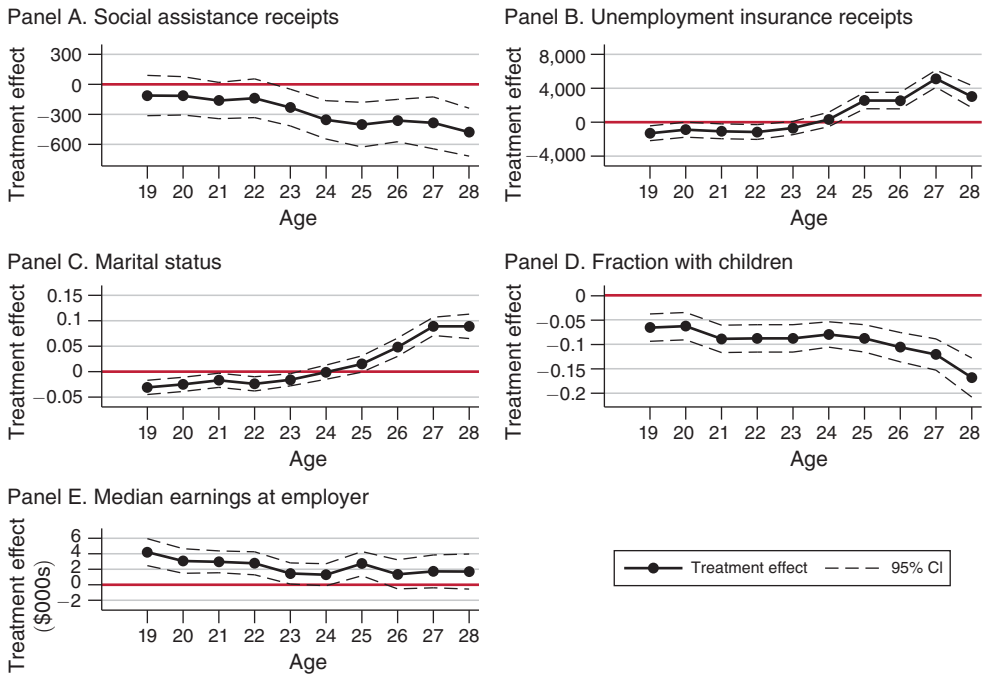 Panel A. Social assistance receipts
Treatment effect
300
0
−300
−600
19 20 21 22 23 24 25 26 27 28
Age
Panel B. Unemployment insurance receipts
Treatment effect
8,000
4,000
0
−4,000
19 20 21 22 23 24 25 26 27 28
Age
Panel C. Marital status
Treatment effect
0.15
0.1
0.05
0
−0.05
19 20 21 22 23 24 25 26 27 28
Age
Panel D. Fraction with children
Treatment effect
0
−0.05
−0.1
−0.15
−0.2
19 20 21 22 23 24 25 26 27 28
Age
Panel E. Median earnings at employer
Treatment effect
($000s)
6
4
2
0
−2
19 20 21 22 23 24 25 26 27 28
Age
Treatment effect 95% CI